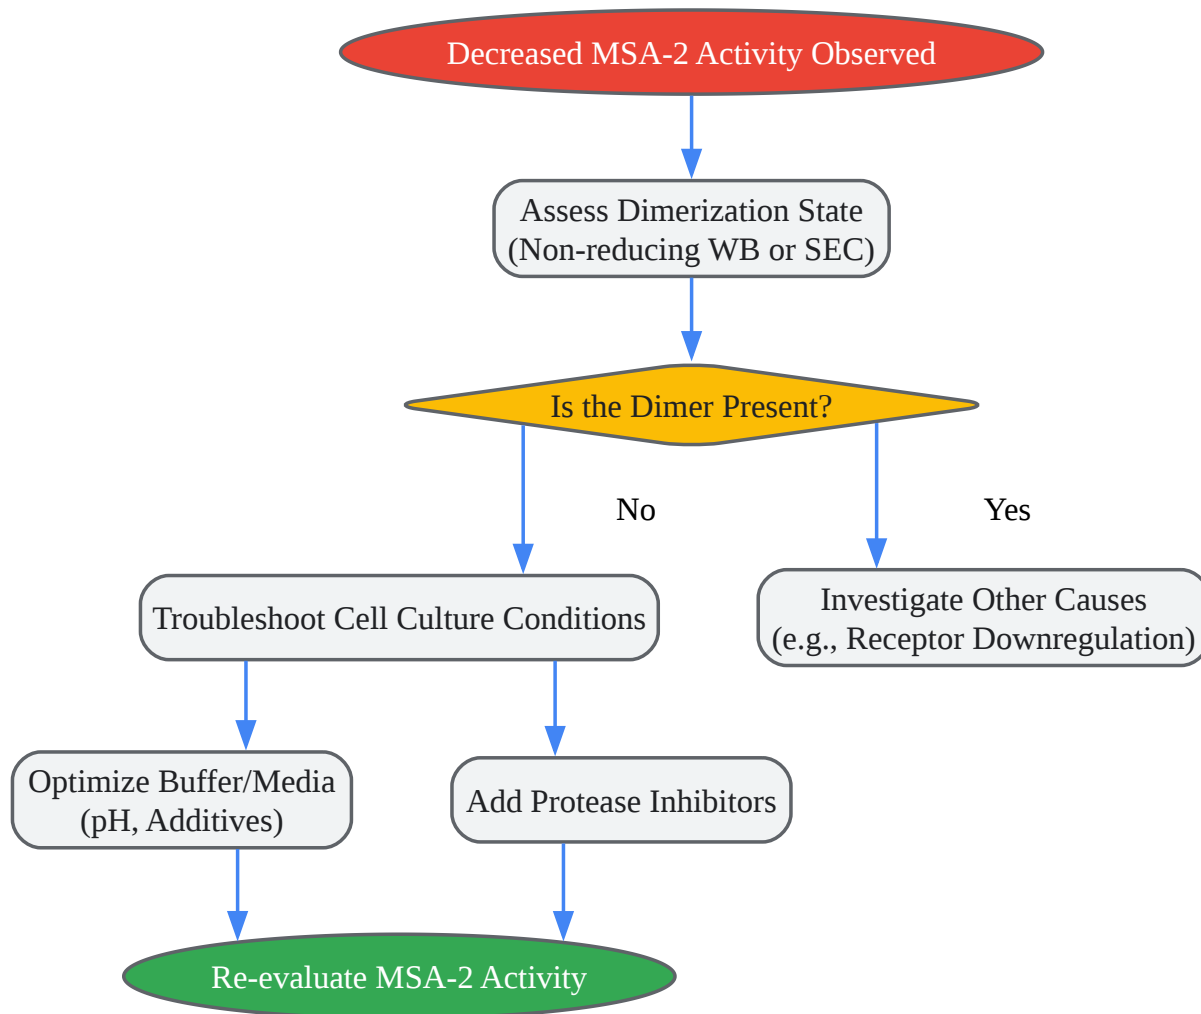 Decreased MSA-2 Activity Observed
Assess Dimerization State
(Non-reducing WB or SEC)
Is the Dimer Present?
No
Yes
Troubleshoot Cell Culture Conditions
Investigate Other Causes
(e.g., Receptor Downregulation)
Optimize Buffer/Media
(pH, Additives)
Add Protease Inhibitors
Re-evaluate MSA-2 Activity